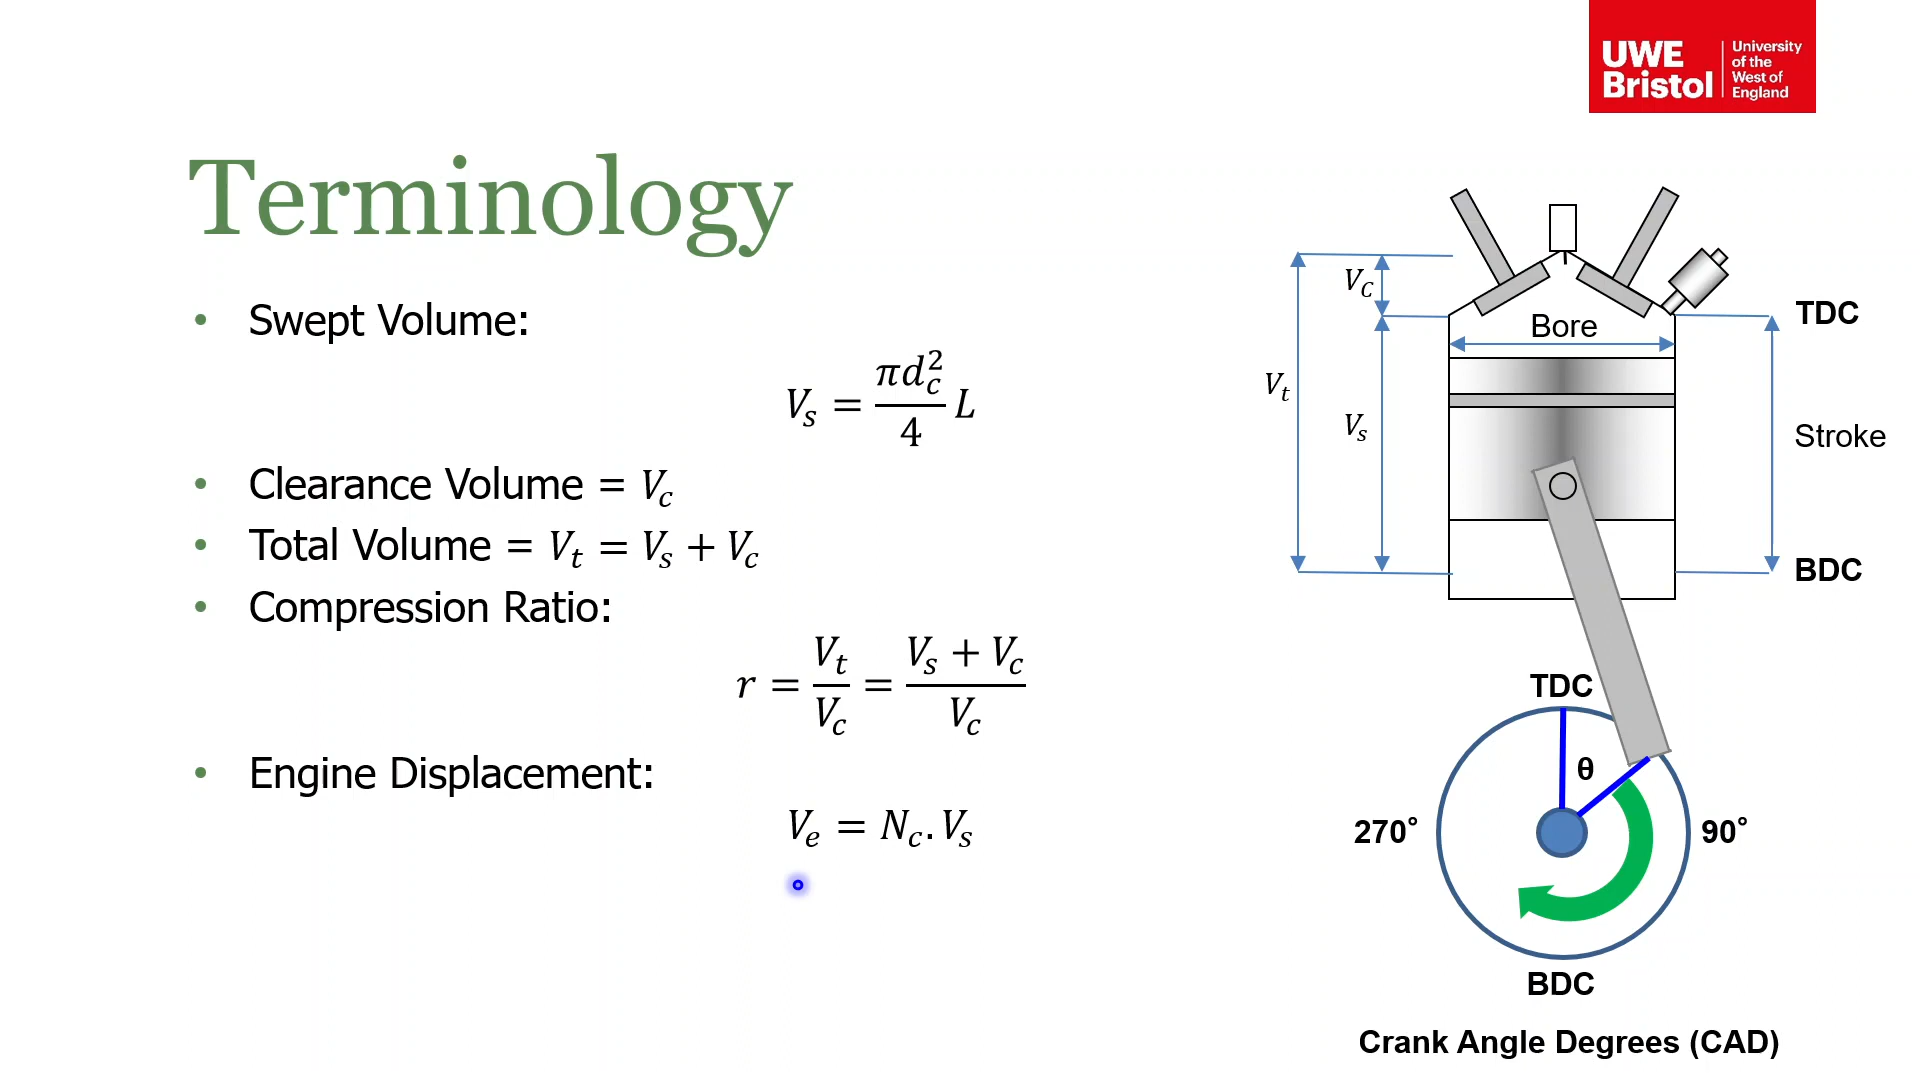 UWE
Bristol
University
of the
West of
England
Terminology
• Swept Volume:
V_s = πd_c^2/4 L
• Clearance Volume = V_c
• Total Volume = V_t = V_s + V_c
• Compression Ratio:
r = V_t/V_c = (V_s + V_c)/V_c
• Engine Displacement:
V_e = N_c. V_s
V_C
Bore
TDC
V_t
V_s
Stroke
BDC
TDC
θ
270°
90°
BDC
Crank Angle Degrees (CAD)